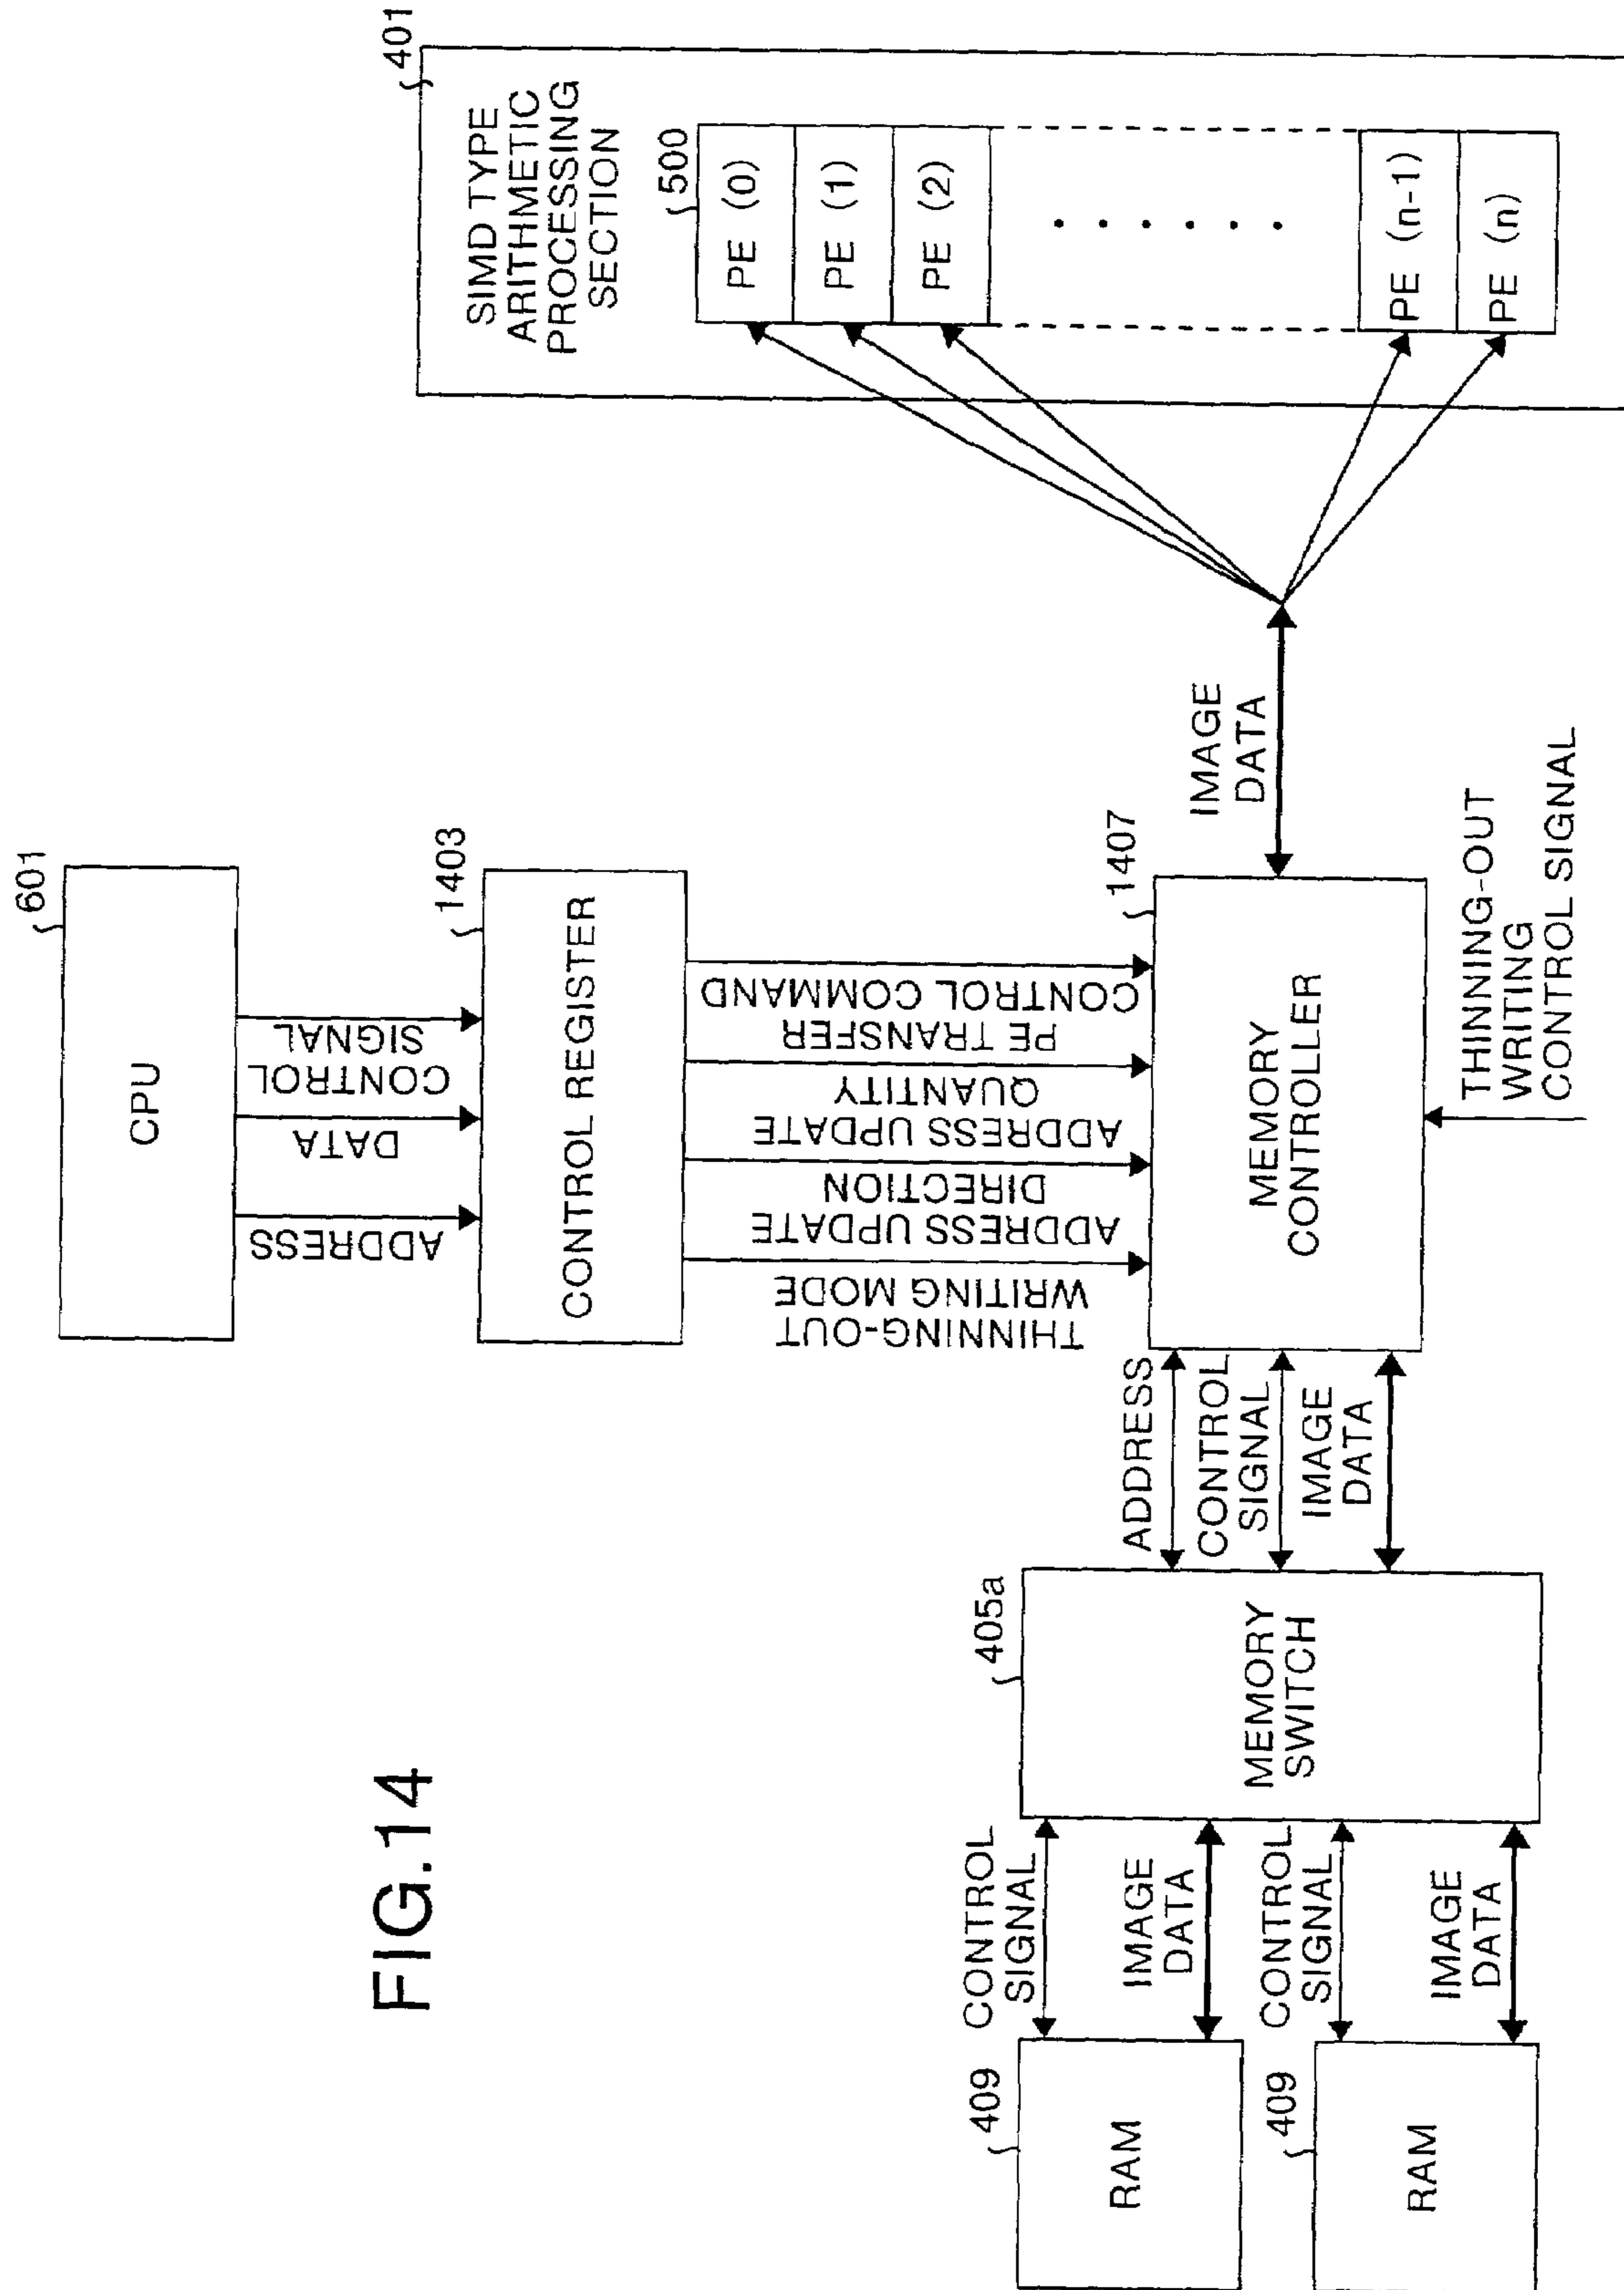 FIG.14
601
CPU
ADDRESS
DATA
CONTROL
SIGNAL
1403
CONTROL REGISTER
THINNING-OUT
WRITING MODE
ADDRESS UPDATE
DIRECTION
ADDRESS UPDATE
QUANTITY
PE TRANSFER
CONTROL COMMAND
409
RAM
CONTROL
SIGNAL
IMAGE
DATA
409
RAM
CONTROL
SIGNAL
IMAGE
DATA
405a
MEMORY
SWITCH
ADDRESS
CONTROL
SIGNAL
IMAGE
DATA
1407
MEMORY
CONTROLLER
THINNING-OUT
WRITING
CONTROL SIGNAL
IMAGE
DATA
401
SIMD TYPE
ARITHMETIC
PROCESSING
SECTION
500
PE (0)
PE (1)
PE (2)
PE (n-1)
PE (n)